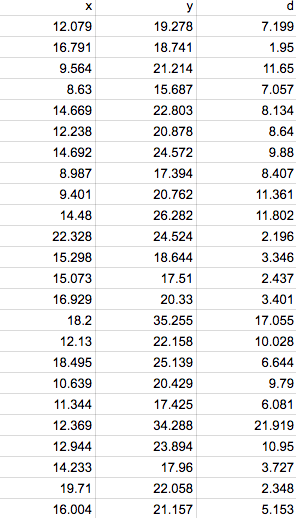 x y d
12.079 19.278 7.199
16.791 18.741 1.95
9.564 21.214 11.65
8.63 15.687 7.057
14.669 22.803 8.134
12.238 20.878 8.64
14.692 24.572 9.88
8.987 17.394 8.407
9.401 20.762 11.361
14.48 26.282 11.802
22.328 24.524 2.196
15.298 18.644 3.346
15.073 17.51 2.437
16.929 20.33 3.401
18.2 35.255 17.055
12.13 22.158 10.028
18.495 25.139 6.644
10.639 20.429 9.79
11.344 17.425 6.081
12.369 34.288 21.919
12.944 23.894 10.95
14.233 17.96 3.727
19.71 22.058 2.348
16.004 21.157 5.153